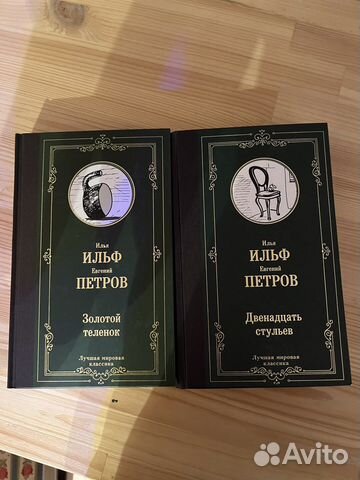 Илья
ИЛЬФ
Евгений
ПЕТРОВ
Золотой
теленок
Лучшая мировая
классика
Илья
ИЛЬФ
Евгений
ПЕТРОВ
Двенадцать
стульев
Лучшая мировая
классика
Avito